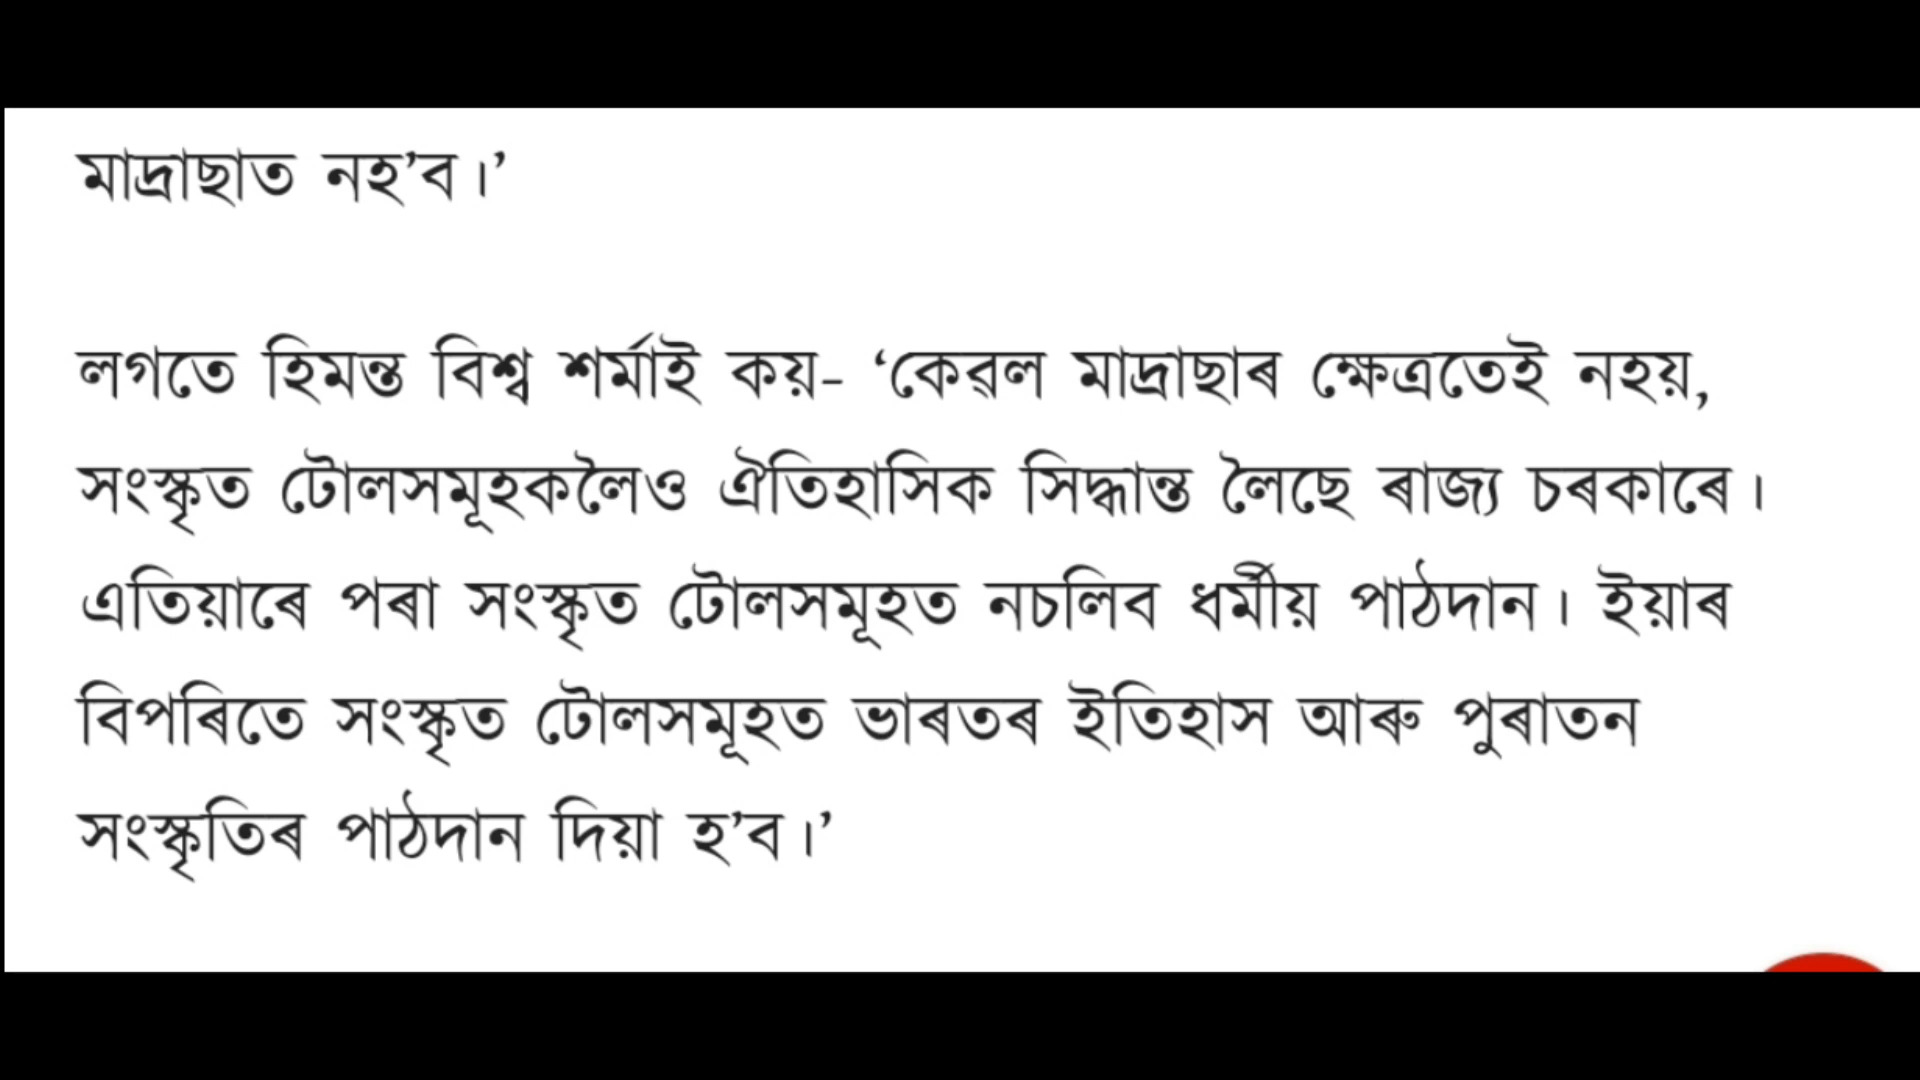 মাদ্ৰাছাত নহ’ব।’
লগতে হিমন্ত বিশ্ব শৰ্মাই কয়- ‘কেৱল মাদ্ৰাছাৰ ক্ষেত্ৰতেই নহয়,
সংস্কৃত টোলসমূহকলৈও ঐতিহাসিক সিদ্ধান্ত লৈছে ৰাজ্য চৰকাৰে।
এতিয়াৰে পৰা সংস্কৃত টোলসমূহত নচলিব ধৰ্মীয় পাঠদান। ইয়াৰ
বিপৰিতে সংস্কৃত টোলসমূহত ভাৰতৰ ইতিহাস আৰু পুৰাতন
সংস্কৃতিৰ পাঠদান দিয়া হ’ব।’